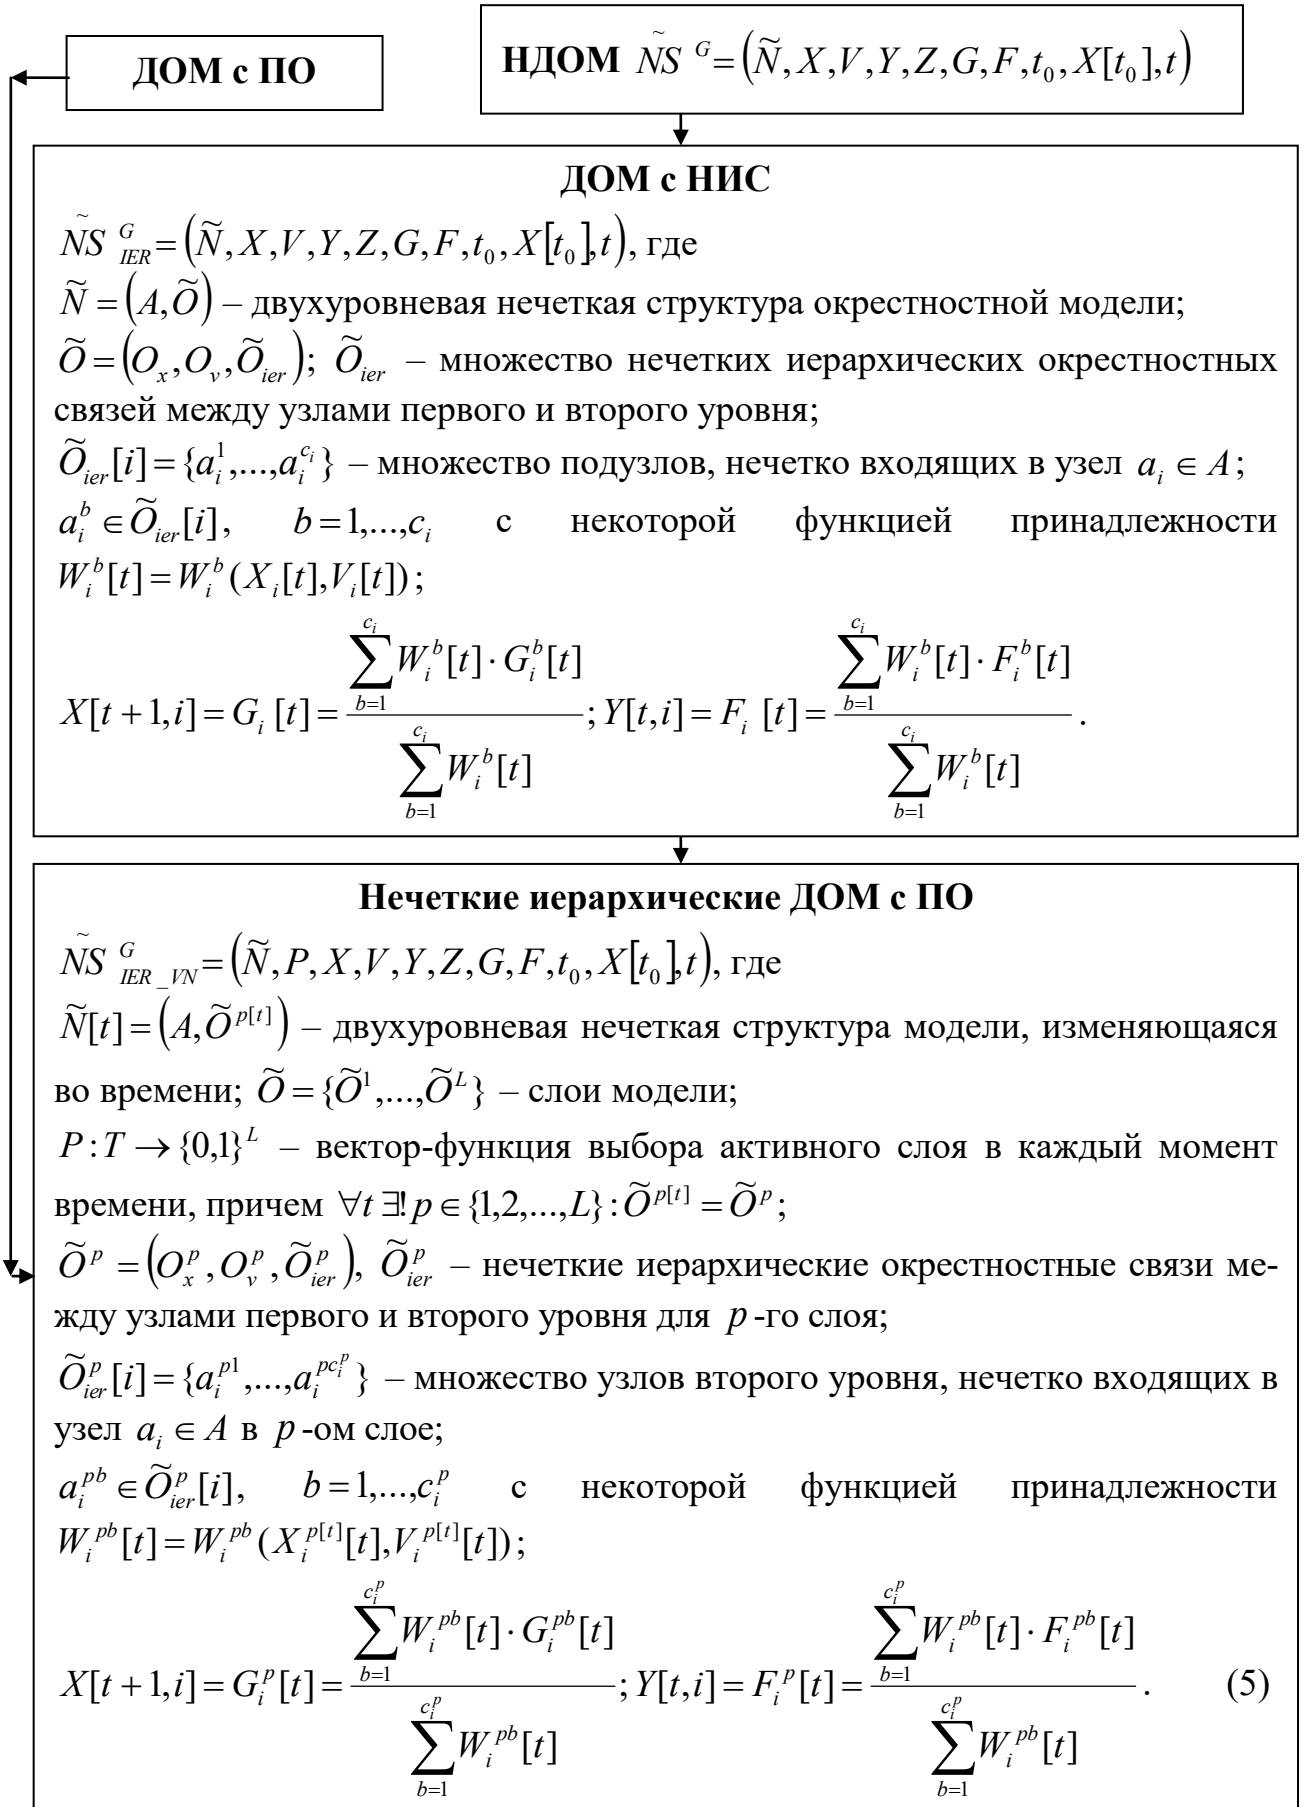 ДОМ с ПО
НДОМ $\tilde{NS}^{G} = (\tilde{N}, X, V, Y, Z, G, F, t_0, X[t_0], t)$
ДОМ с НИС
$\tilde{NS}^{G}_{IER} = (\tilde{N}, X, V, Y, Z, G, F, t_0, X[t_0], t)$, где
$\tilde{N} = (A, \tilde{O})$ – двухуровневая нечеткая структура окрестностной модели;
$\tilde{O} = (O_x, O_v, \tilde{O}_{ier})$; $\tilde{O}_{ier}$ – множество нечетких иерархических окрестностных
связей между узлами первого и второго уровня;
$\tilde{O}_{ier}[i] = \{a_i^1,...,a_i^{c_i}\}$ – множество подузлов, нечетко входящих в узел $a_i \in A$;
$a_i^b \in \tilde{O}_{ier}[i]$, $b = 1,...,c_i$ с некоторой функцией принадлежности
$W_i^b[t] = W_i^b(X_i[t], V_i[t])$;
$X[t+1,i] = G_i[t] = \frac{\sum_{b=1}^{c_i} W_i^b[t] \cdot G_i^b[t]}{\sum_{b=1}^{c_i} W_i^b[t]}; Y[t,i] = F_i[t] = \frac{\sum_{b=1}^{c_i} W_i^b[t] \cdot F_i^b[t]}{\sum_{b=1}^{c_i} W_i^b[t]}.$
Нечеткие иерархические ДОМ с ПО
$\tilde{NS}^{G}_{IER\_VN} = (\tilde{N}, P, X, V, Y, Z, G, F, t_0, X[t_0], t)$, где
$\tilde{N}[t] = (A, \tilde{O}^{p[t]})$ – двухуровневая нечеткая структура модели, изменяющаяся
во времени; $\tilde{O} = \{\tilde{O}^1,...,\tilde{O}^L\}$ – слои модели;
$P: T \to \{0,1\}^L$ – вектор-функция выбора активного слоя в каждый момент
времени, причем $\forall t \exists! p \in \{1,2,...,L\}: \tilde{O}^{p[t]} = \tilde{O}^p$;
$\tilde{O}^p = (O_x^p, O_v^p, \tilde{O}_{ier}^p)$, $\tilde{O}_{ier}^p$ – нечеткие иерархические окрестностные связи ме-
жду узлами первого и второго уровня для $p$-го слоя;
$\tilde{O}_{ier}^p[i] = \{a_i^{p1},...,a_i^{pc_i^p}\}$ – множество узлов второго уровня, нечетко входящих в
узел $a_i \in A$ в $p$-ом слое;
$a_i^{pb} \in \tilde{O}_{ier}^p[i]$, $b = 1,...,c_i^p$ с некоторой функцией принадлежности
$W_i^{pb}[t] = W_i^{pb}(X_i^{p[t]}[t], V_i^{p[t]}[t])$;
$X[t+1,i] = G_i^p[t] = \frac{\sum_{b=1}^{c_i^p} W_i^{pb}[t] \cdot G_i^{pb}[t]}{\sum_{b=1}^{c_i^p} W_i^{pb}[t]}; Y[t,i] = F_i^p[t] = \frac{\sum_{b=1}^{c_i^p} W_i^{pb}[t] \cdot F_i^{pb}[t]}{\sum_{b=1}^{c_i^p} W_i^{pb}[t]}.$ (5)